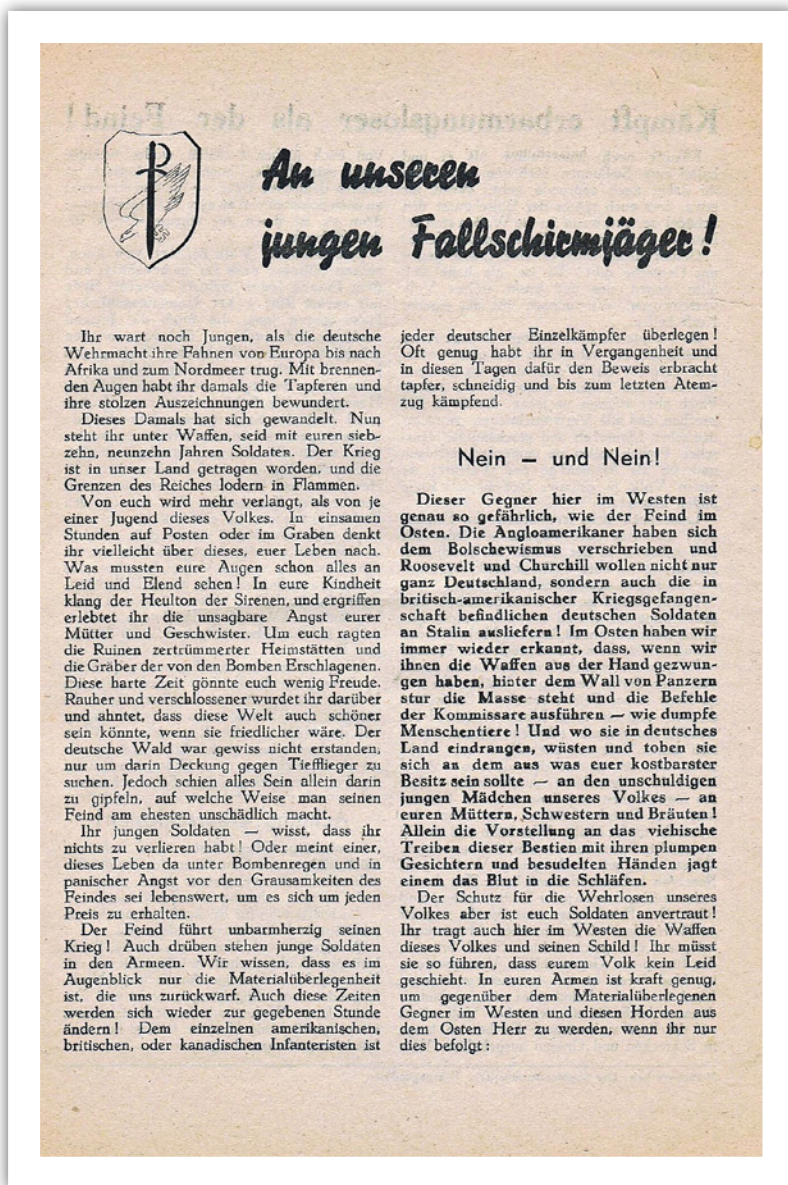 Kämpft erbarmungsloser als der Feind!
An unseren
jungen Fallschirmjäger!
Ihr wart noch Jungen, als die deutsche
Wehrmacht ihre Fahnen von Europa bis nach
Afrika und zum Nordmeer trug. Mit brennen-
den Augen habt ihr damals die Tapferen und
ihre stolzen Auszeichnungen bewundert.
Dieses Damals hat sich gewandelt. Nun
steht ihr unter Waffen, seid mit euren sieb-
zehn, neunzehn Jahren Soldaten. Der Krieg
ist in unser Land getragen worden, und die
Grenzen des Reiches lodern in Flammen.
Von euch wird mehr verlangt, als von je
einer Jugend dieses Volkes. In einsamen
Stunden auf Posten oder im Graben denkt
ihr vielleicht über dieses, euer Leben nach.
Was mussten eure Augen schon alles an
Leid und Elend sehen! In eure Kindheit
klang der Heulton der Sirenen, und ergriffen
erlebtet ihr die unsagbare Angst eurer
Mütter und Geschwister. Um euch ragten
die Ruinen zertrümmerter Heimstätten und
die Gräber der von den Bomben Erschlagenen.
Diese harte Zeit gönnte euch wenig Freude.
Rauher und verschlossener wurdet ihr darüber
und ahntet, dass diese Welt auch schöner
sein könnte, wenn sie friedlicher wäre. Der
deutsche Wald war gewiss nicht erstanden,
nur um darin Deckung gegen Tiefflieger zu
suchen. Jedoch schien alles Sein allein darin
zu gipfeln, auf welche Weise man seinen
Feind am ehesten unschädlich macht.
Ihr jungen Soldaten — wisst, dass ihr
nichts zu verlieren habt! Oder meint einer,
dieses Leben da unter Bombenregen und in
panischer Angst vor den Grausamkeiten des
Feindes sei lebenswert, um es sich um jeden
Preis zu erhalten.
Der Feind führt unbarmherzig seinen
Krieg! Auch drüben stehen junge Soldaten
in den Armeen. Wir wissen, dass es im
Augenblick nur die Materialüberlegenheit
ist, die uns zurückwarf. Auch diese Zeiten
werden sich wieder zur gegebenen Stunde
ändern! Dem einzelnen amerikanischen,
britischen, oder kanadischen Infanteristen ist
jeder deutscher Einzelkämpfer überlegen!
Oft genug habt ihr in Vergangenheit und
in diesen Tagen dafür den Beweis erbracht
tapfer, schneidig und bis zum letzten Atem-
zug kämpfend.
Nein — und Nein!
Dieser Gegner hier im Westen ist
genau so gefährlich, wie der Feind im
Osten. Die Angloamerikaner haben sich
dem Bolschewismus verschrieben und
Roosevelt und Churchill wollen nicht nur
ganz Deutschland, sondern auch die in
britisch-amerikanischer Kriegsgefangen-
schaft befindlichen deutschen Soldaten
an Stalin ausliefern! Im Osten haben wir
immer wieder erkannt, dass, wenn wir
ihnen die Waffen aus der Hand gezwun-
gen haben, hinter dem Wall von Panzern
stur die Masse steht und die Befehle
der Kommissare ausführen — wie dumpfe
Menschentiere! Und wo sie in deutsches
Land eindrangen, wüsten und toben sie
sich an dem aus was euer kostbarster
Besitz sein sollte — an den unschuldigen
jungen Mädchen unseres Volkes — an
euren Müttern, Schwestern und Bräuten!
Allein die Vorstellung an das viehische
Treiben dieser Bestien mit ihren plumpen
Gesichtern und besudelten Händen jagt
einem das Blut in die Schläfen.
Der Schutz für die Wehrlosen unseres
Volkes aber ist euch Soldaten anvertraut!
Ihr tragt auch hier im Westen die Waffen
dieses Volkes und seinen Schild! Ihr müsst
sie so führen, dass eurem Volk kein Leid
geschieht. In euren Armen ist kraft genug,
um gegenüber dem Materialüberlegenen
Gegner im Westen und diesen Horden aus
dem Osten Herr zu werden, wenn ihr nur
dies befolgt: